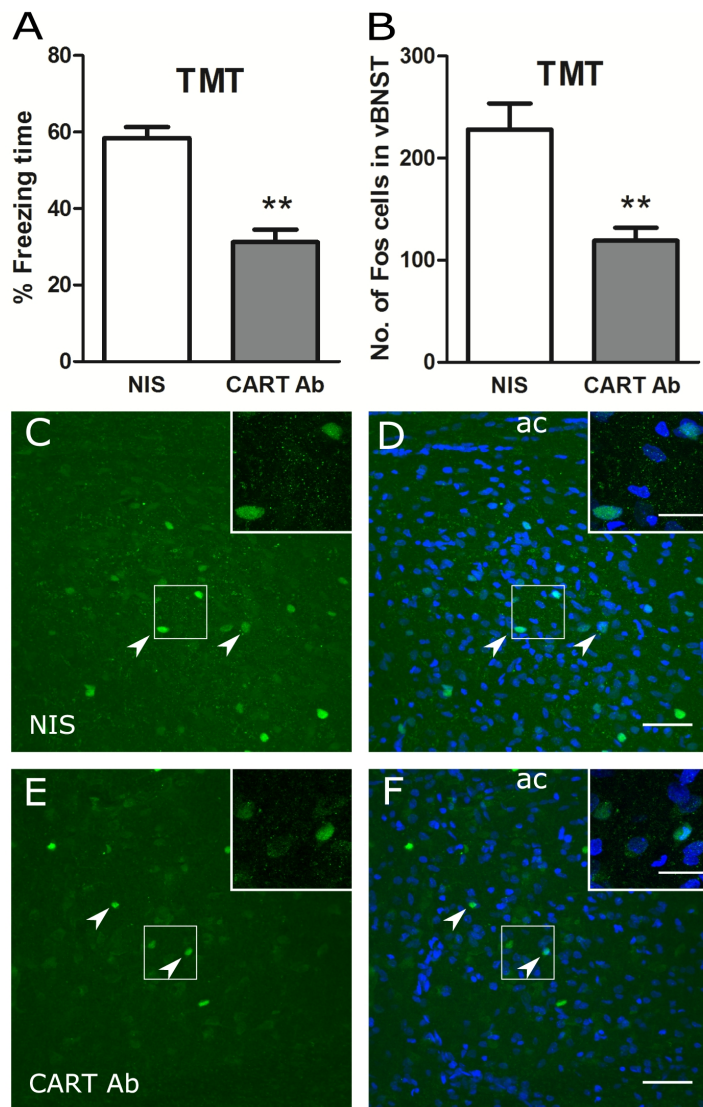 A
TMT
% Freezing time
80
60
40
20
0
**
NIS
CART Ab
B
TMT
No. of Fos cells in vBNST
300
200
100
0
**
NIS
CART Ab
C
NIS
D
ac
E
CART Ab
F
ac